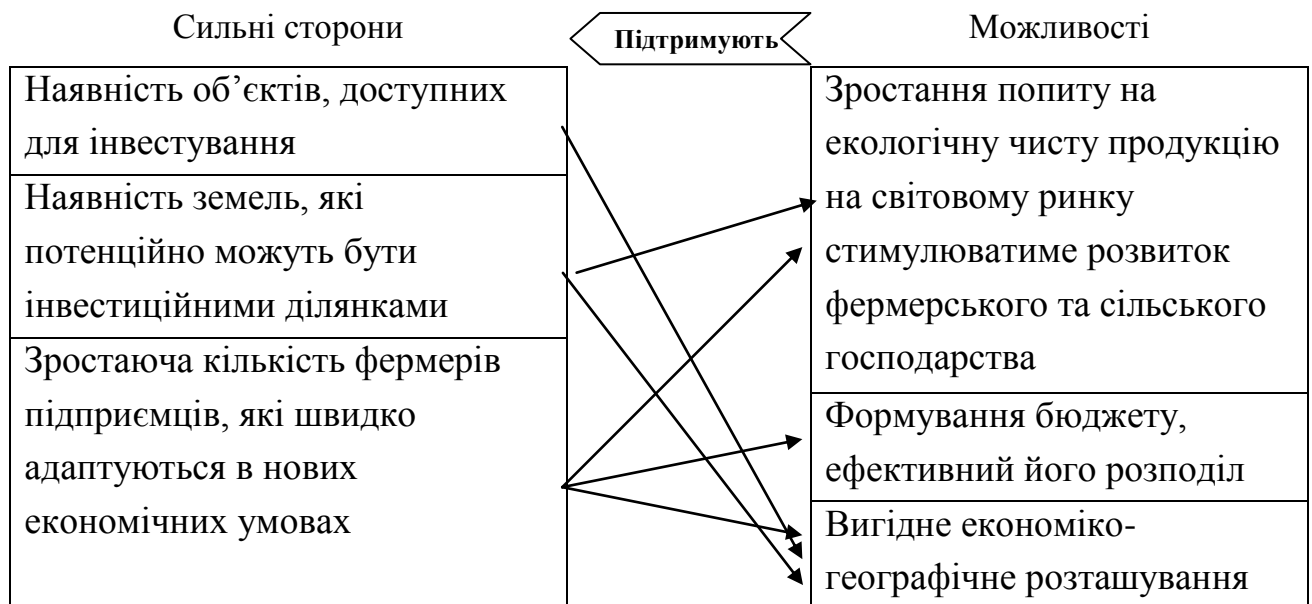 Сильні сторони
Підтримують
Можливості
Наявність об’єктів, доступних
для інвестування
Наявність земель, які
потенційно можуть бути
інвестиційними ділянками
Зростаюча кількість фермерів
підприємців, які швидко
адаптуються в нових
економічних умовах
Зростання попиту на
екологічну чисту продукцію
на світовому ринку
стимулюватиме розвиток
фермерського та сільського
господарства
Формування бюджету,
ефективний його розподіл
Вигідне економіко-
географічне розташування